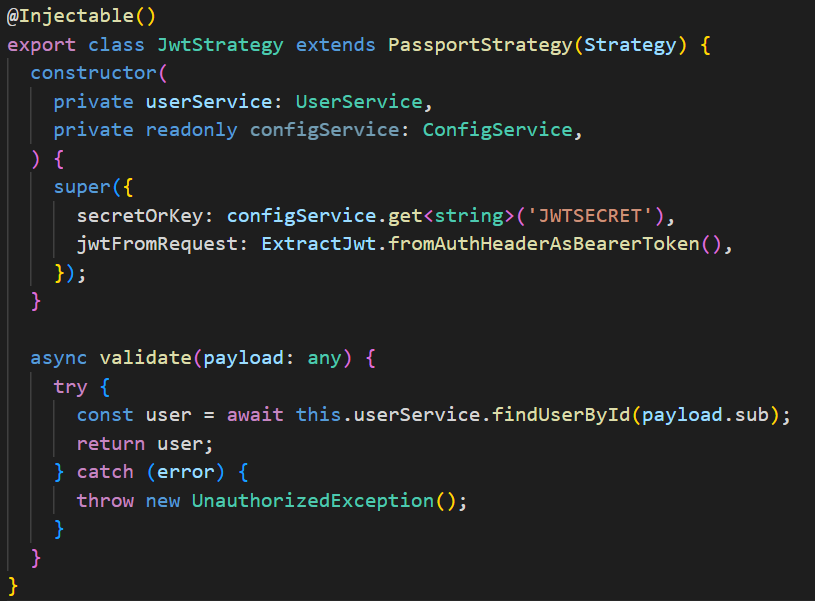 @Injectable()
export class JwtStrategy extends PassportStrategy(Strategy) {
  constructor(
    private userService: UserService,
    private readonly configService: ConfigService,
  ) {
    super({
      secretOrKey: configService.get<string>('JWTSECRET'),
      jwtFromRequest: ExtractJwt.fromAuthHeaderAsBearerToken(),
    });
  }

  async validate(payload: any) {
    try {
      const user = await this.userService.findUserById(payload.sub);
      return user;
    } catch (error) {
      throw new UnauthorizedException();
    }
  }
}